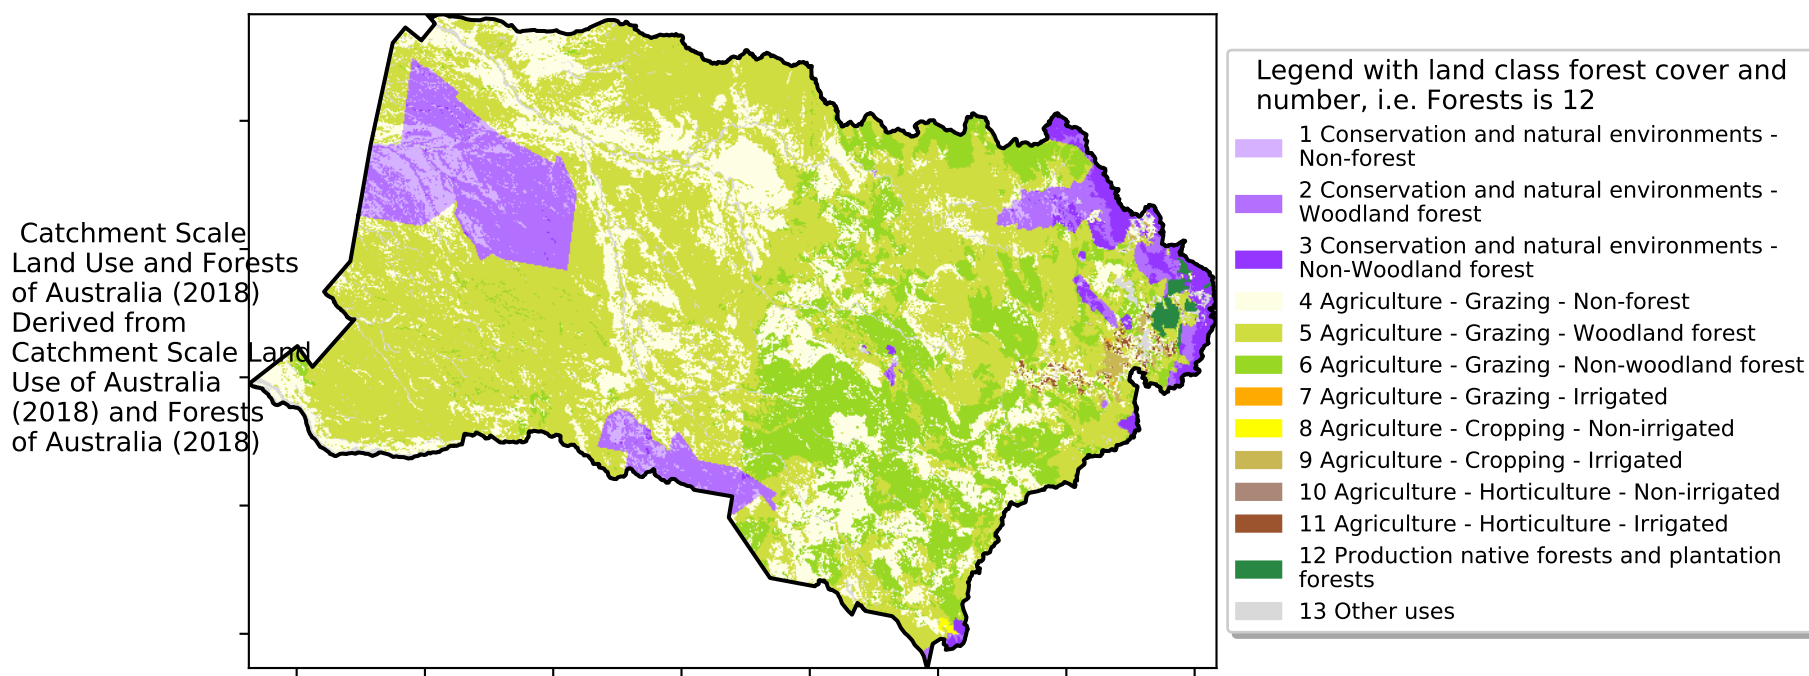 Catchment Scale
Land Use and Forests
of Australia (2018)
Derived from
Catchment Scale Land
Use of Australia
(2018) and Forests
of Australia (2018)
Legend with land class forest cover and
number, i.e. Forests is 12
1 Conservation and natural environments -
Non-forest
2 Conservation and natural environments -
Woodland forest
3 Conservation and natural environments -
Non-Woodland forest
4 Agriculture - Grazing - Non-forest
5 Agriculture - Grazing - Woodland forest
6 Agriculture - Grazing - Non-woodland forest
7 Agriculture - Grazing - Irrigated
8 Agriculture - Cropping - Non-irrigated
9 Agriculture - Cropping - Irrigated
10 Agriculture - Horticulture - Non-irrigated
11 Agriculture - Horticulture - Irrigated
12 Production native forests and plantation
forests
13 Other uses